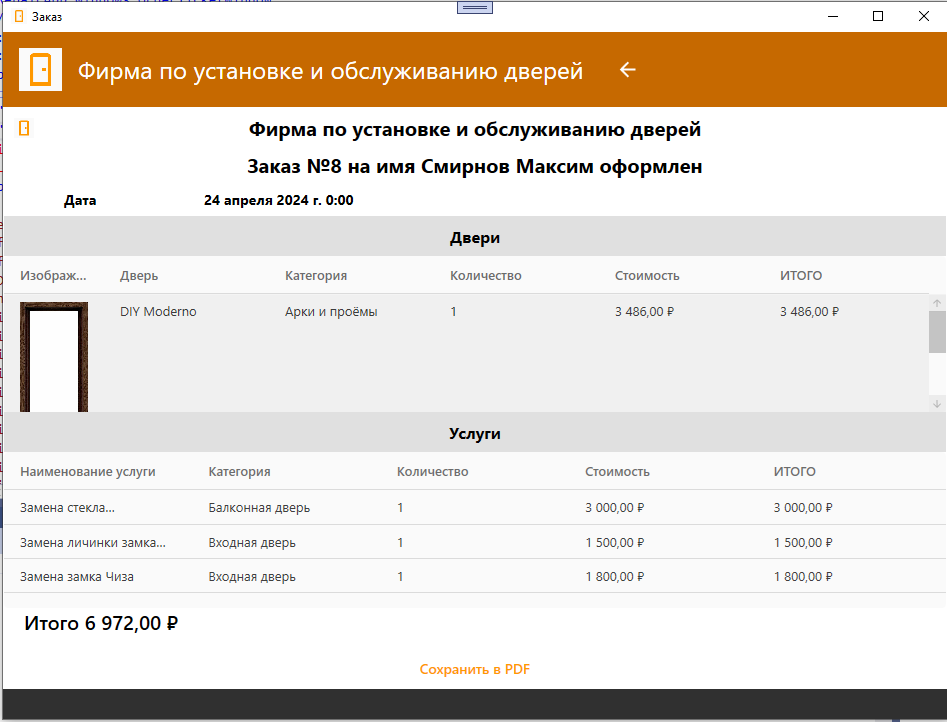 Заказ
Фирма по установке и обслуживанию дверей
Фирма по установке и обслуживанию дверей
Заказ №8 на имя Смирнов Максим оформлен
Дата 24 апреля 2024 г. 0:00
Двери
Изображ... Дверь Категория Количество Стоимость ИТОГО
DIY Moderno Арки и проёмы 1 3 486,00 ₽ 3 486,00 ₽
Услуги
Наименование услуги Категория Количество Стоимость ИТОГО
Замена стекла... Балконная дверь 1 3 000,00 ₽ 3 000,00 ₽
Замена личинки замка... Входная дверь 1 1 500,00 ₽ 1 500,00 ₽
Замена замка Чиза Входная дверь 1 1 800,00 ₽ 1 800,00 ₽
Итого 6 972,00 ₽
Сохранить в PDF